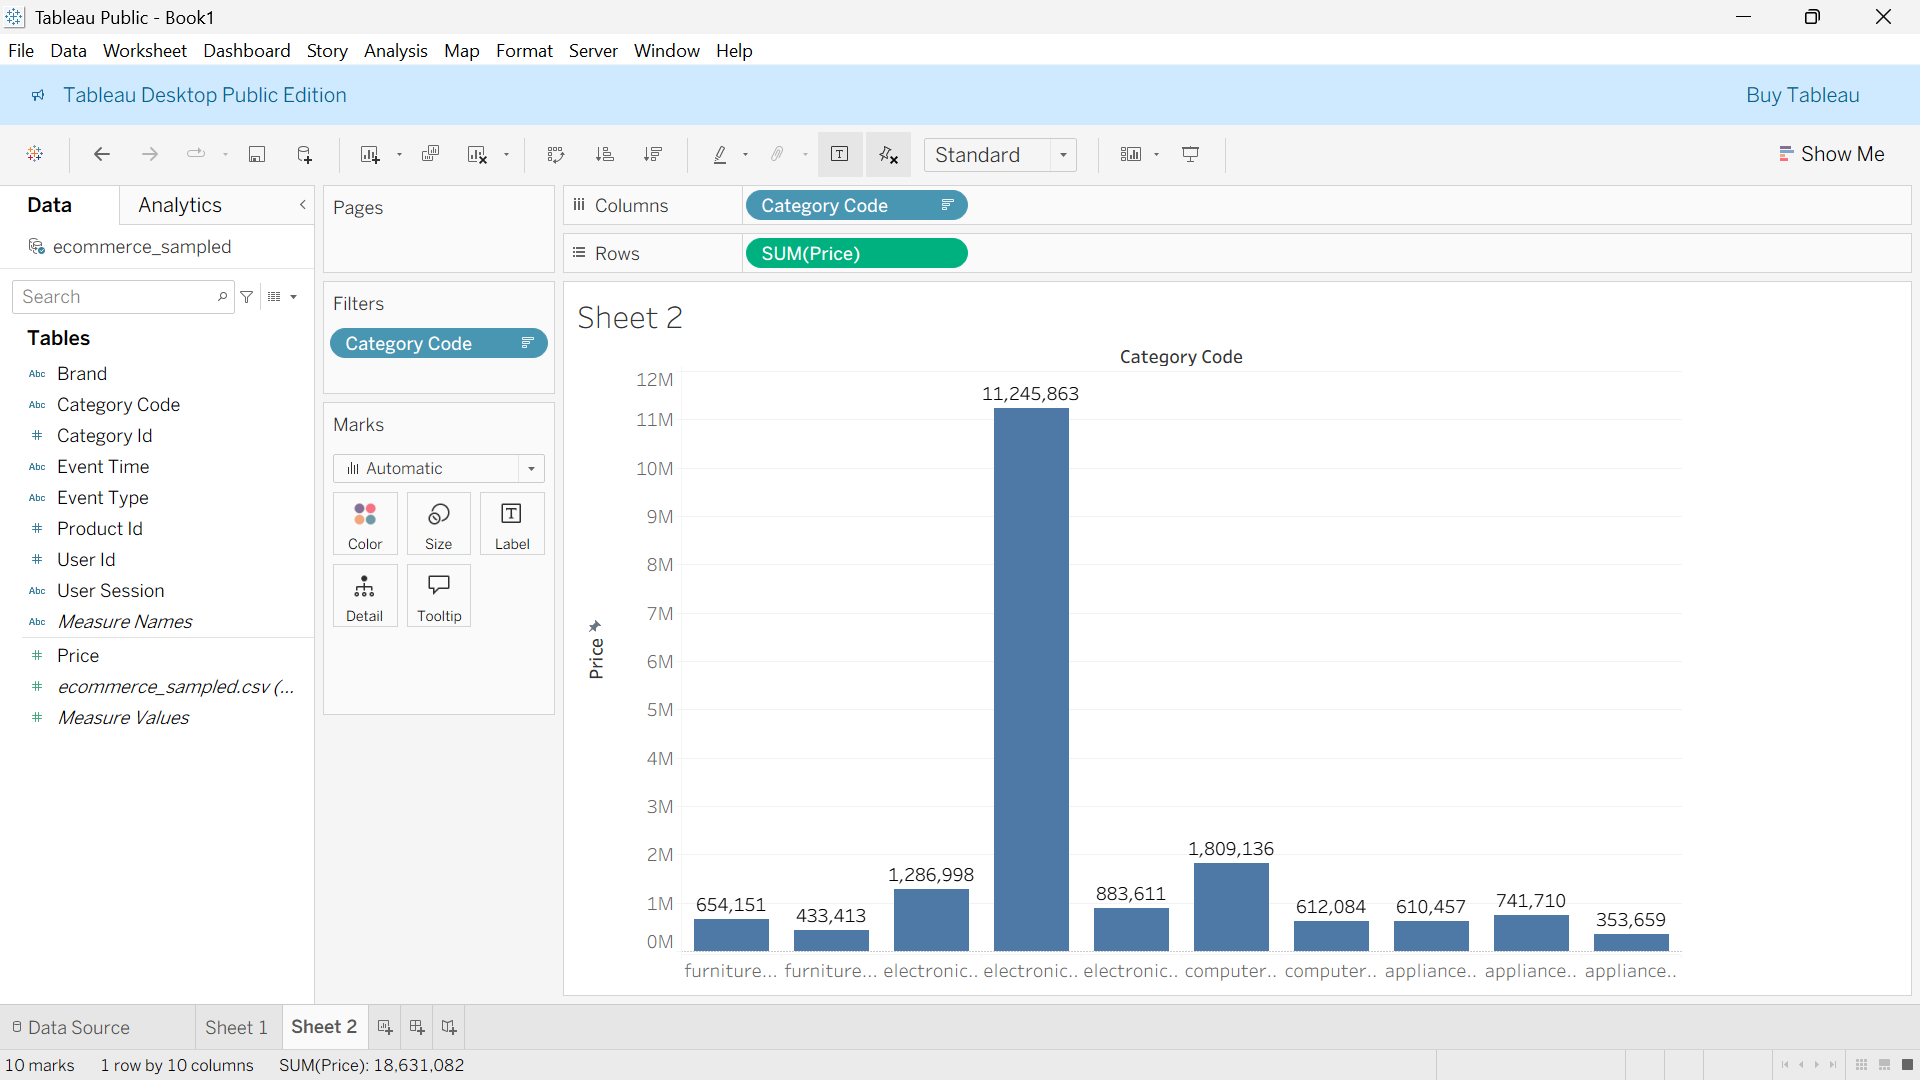 Tableau Public - Book1
File Data Worksheet Dashboard Story Analysis Map Format Server Window Help
Tableau Desktop Public Edition
Buy Tableau
Standard
Show Me
Data
Analytics
ecommerce_sampled
Search
Tables
Abc Brand
Abc Category Code
# Category Id
Abc Event Time
Abc Event Type
# Product Id
# User Id
Abc User Session
Abc Measure Names
# Price
# ecommerce_sampled.csv (...
# Measure Values
Pages
Filters
Category Code
Marks
Automatic
Color
Size
Label
Detail
Tooltip
Columns
Category Code
Rows
SUM(Price)
Sheet 2
Category Code
Price
12M
11M
10M
9M
8M
7M
6M
5M
4M
3M
2M
1M
0M
654,151
433,413
1,286,998
11,245,863
883,611
1,809,136
612,084
610,457
741,710
353,659
furniture... furniture... electronic.. electronic.. electronic.. computer.. computer.. appliance.. appliance.. appliance..
Data Source
Sheet 1
Sheet 2
10 marks
1 row by 10 columns
SUM(Price): 18,631,082